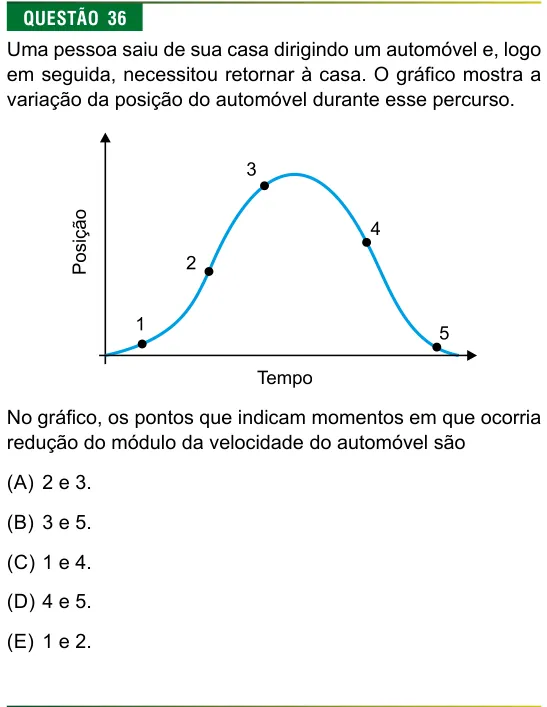 QUESTÃO 36
Uma pessoa saiu de sua casa dirigindo um automóvel e, logo
em seguida, necessitou retornar à casa. O gráfico mostra a
variação da posição do automóvel durante esse percurso.
3
4
2
1
5
Posição
Tempo
No gráfico, os pontos que indicam momentos em que ocorria
redução do módulo da velocidade do automóvel são
(A) 2 e 3.
(B) 3 e 5.
(C) 1 e 4.
(D) 4 e 5.
(E) 1 e 2.